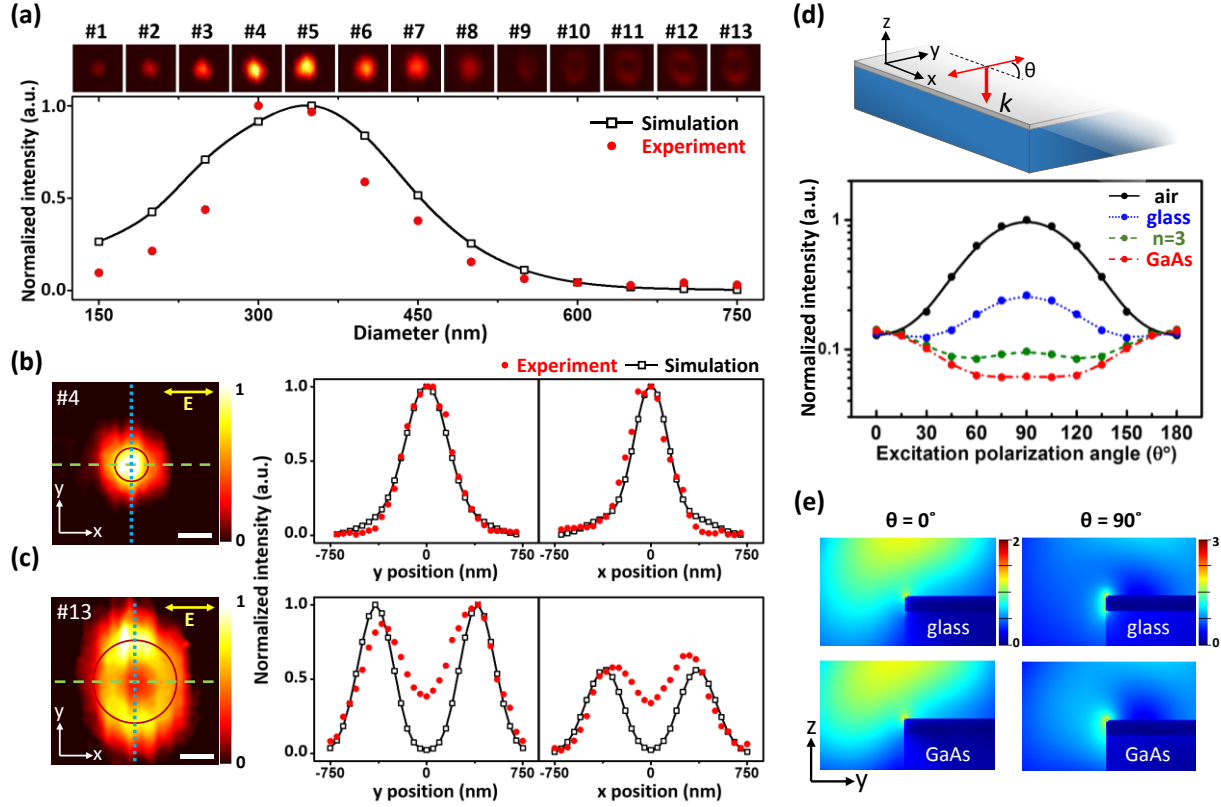 (a)
#1 #2 #3 #4 #5 #6 #7 #8 #9 #10 #11 #12 #13
Normalized intensity (a.u.)
1.0
0.5
0.0
Simulation
Experiment
150 300 450 600 750
Diameter (nm)
(b)
#4
E
y
x
1
0
Experiment Simulation
Normalized intensity (a.u.)
1.0
0.5
0.0
-750 0 750 -750 0 750
y position (nm) x position (nm)
(c)
#13
E
y
x
1
0
1.0
0.5
0.0
-750 0 750 -750 0 750
y position (nm) x position (nm)
(d)
z
y
x
θ
k
Normalized intensity (a.u.)
1
0.1
air
glass
n=3
GaAs
0 30 60 90 120 150 180
Excitation polarization angle (θ°)
(e)
θ = 0° θ = 90°
2
0
3
0
glass glass
GaAs GaAs
z
y